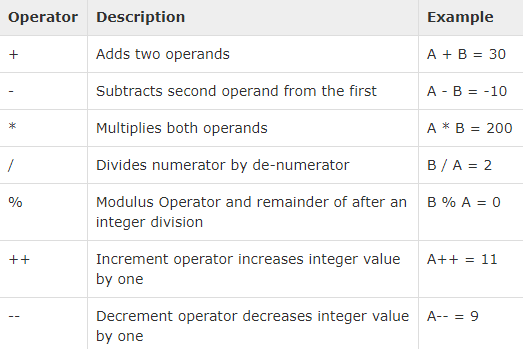 Operator Description Example
+ Adds two operands A + B = 30
- Subtracts second operand from the first A - B = -10
* Multiplies both operands A * B = 200
/ Divides numerator by de-numerator B / A = 2
% Modulus Operator and remainder of after an B % A = 0
integer division
++ Increment operator increases integer value A++ = 11
by one
-- Decrement operator decreases integer value A-- = 9
by one